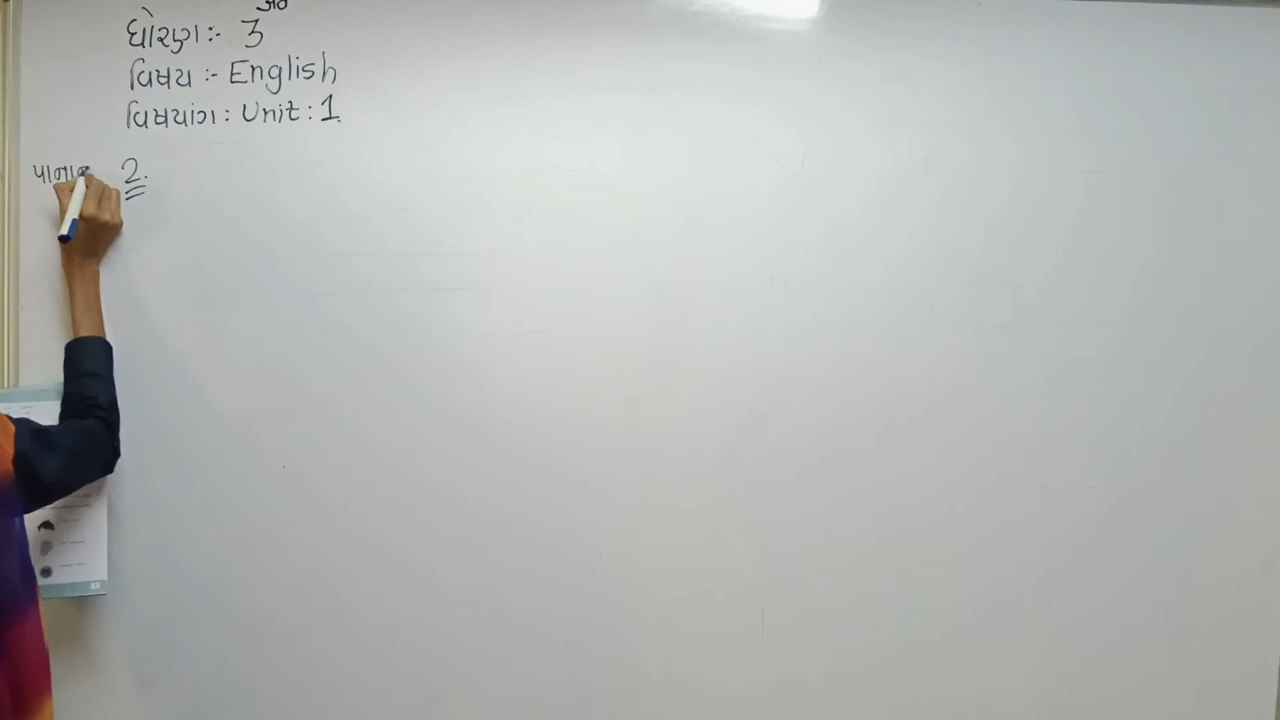 ધોરણ :- 3
વિષય :- English
વિષયાંગ : Unit : 1.
2.